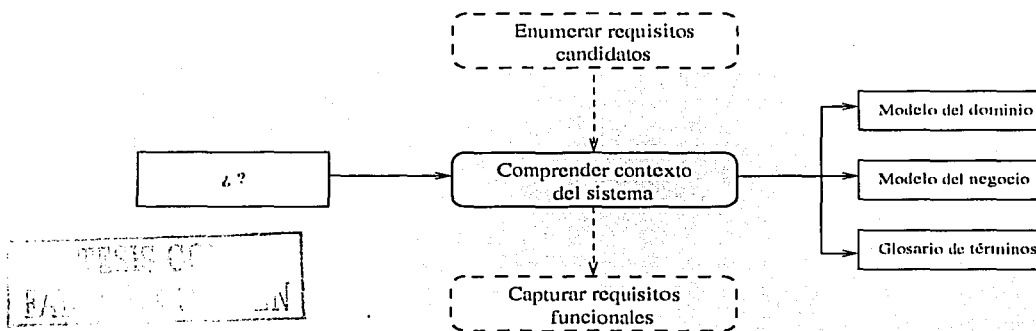 Enumerar requisitos
candidatos
Modelo del dominio
¿ ?
Comprender contexto
del sistema
Modelo del negocio
Glosario de términos
TESIS
Capturar requisitos
funcionales